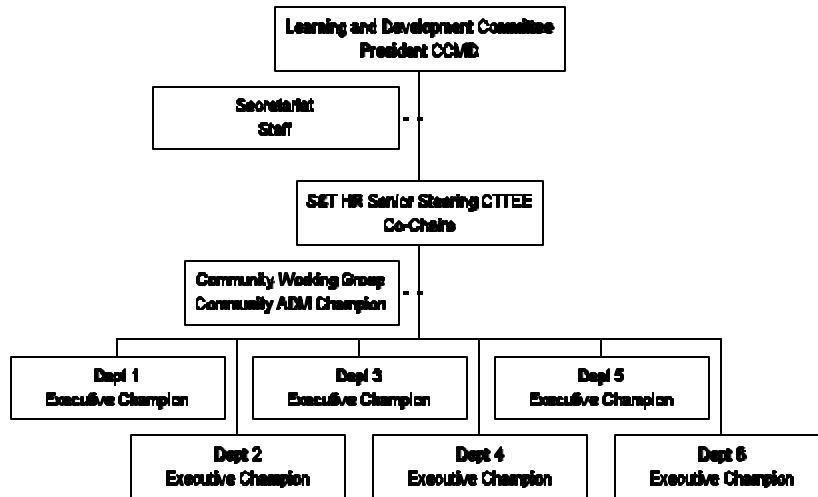 Learning and Development Committee
President CCMD
Secretariat
Staff
S&T HR Senior Steering CTTEE
Co-Chairs
Community Working Group
Community ADM Champion
Dept 1
Executive Champion
Dept 3
Executive Champion
Dept 5
Executive Champion
Dept 2
Executive Champion
Dept 4
Executive Champion
Dept 6
Executive Champion